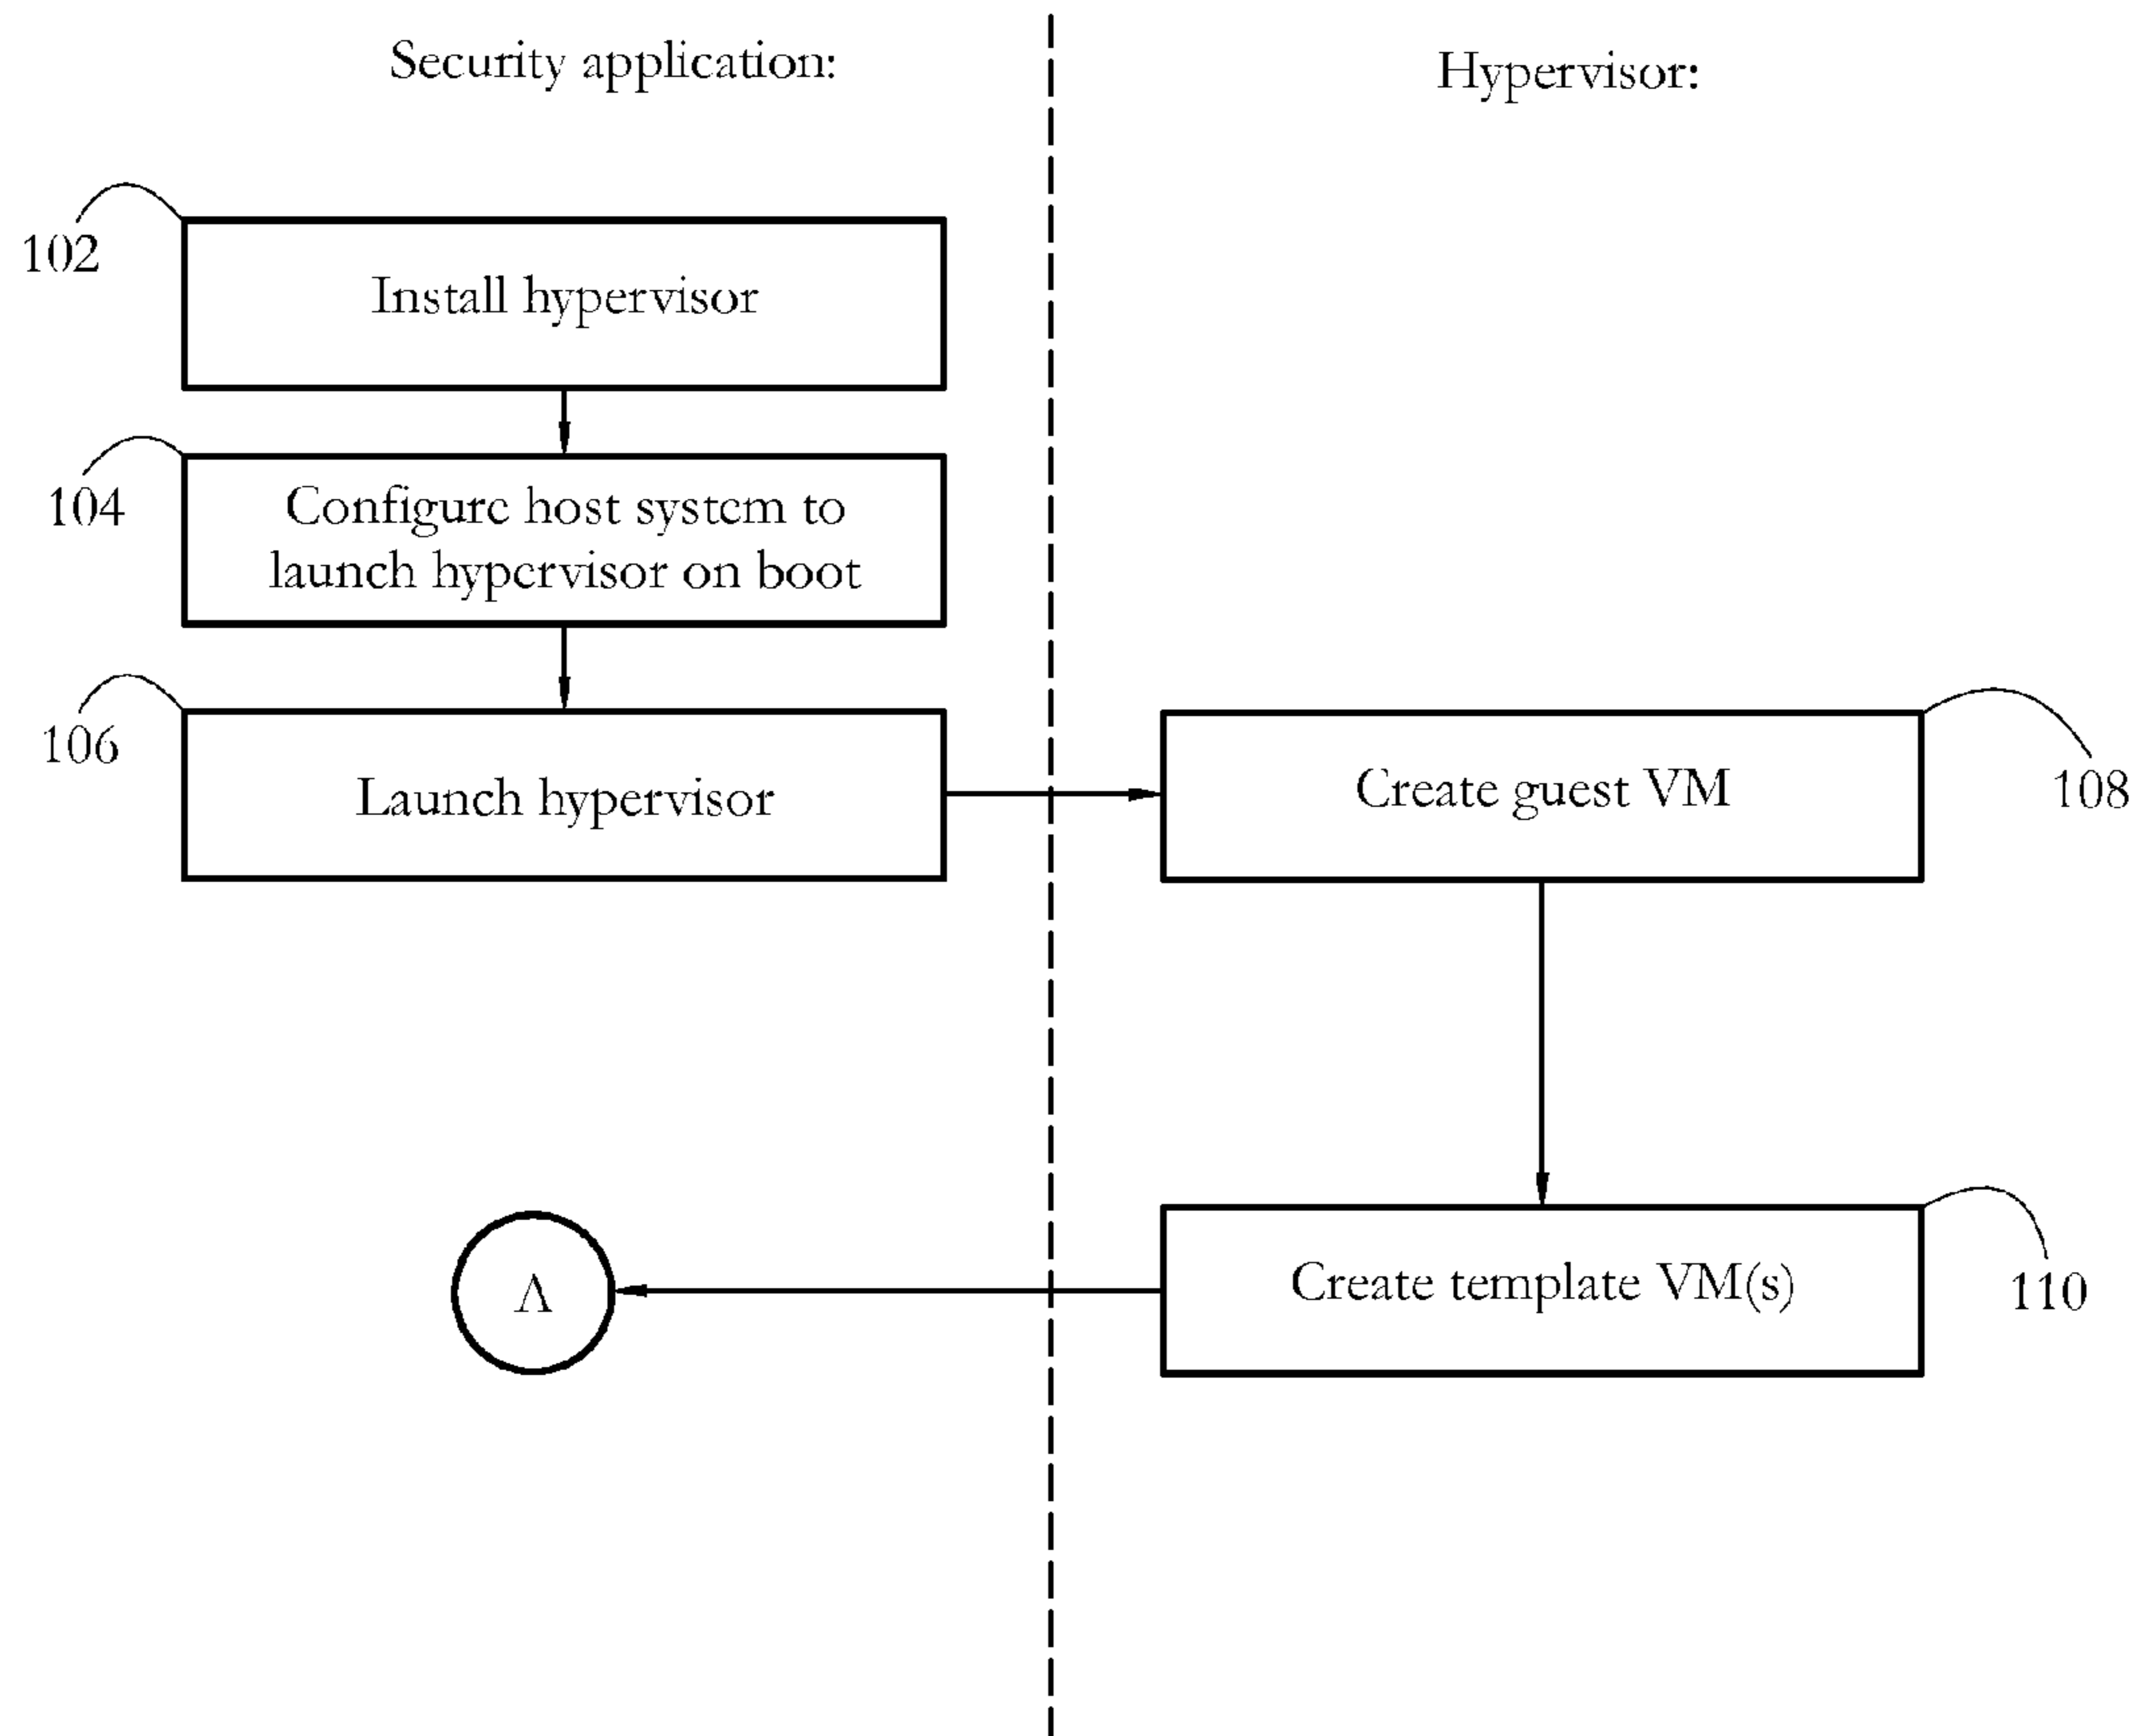 Security application:
Hypervisor:
102
Install hypervisor
104
Configure host system to
launch hypervisor on boot
106
Launch hypervisor
Create guest VM
108
A
Create template VM(s)
110